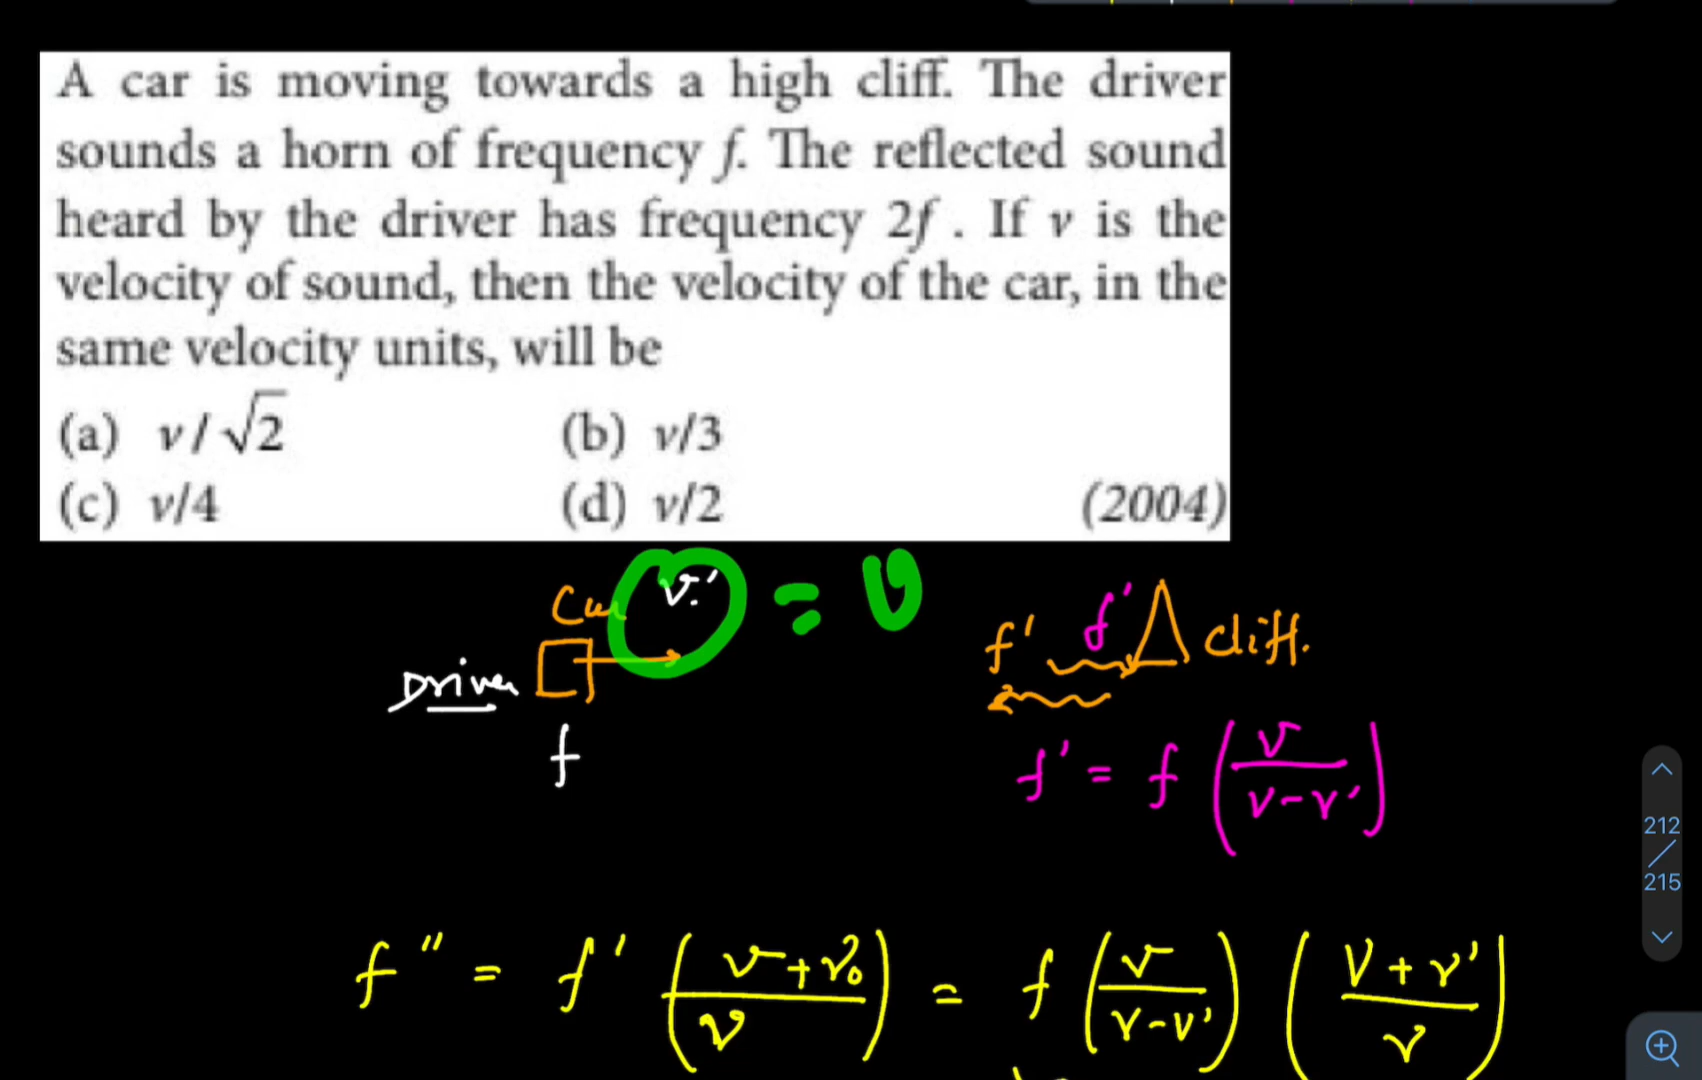 A car is moving towards a high cliff. The driver
sounds a horn of frequency f. The reflected sound
heard by the driver has frequency 2f . If v is the
velocity of sound, then the velocity of the car, in the
same velocity units, will be
(a) v/√2 (b) v/3
(c) v/4 (d) v/2 (2004)
v' = v
f' f' cliff.
Driver
f
f' = f (v/(v-v'))
f" = f' ((v+v₀)/v) = f (v/(v-v')) ((v+v')/v)
212
/
215